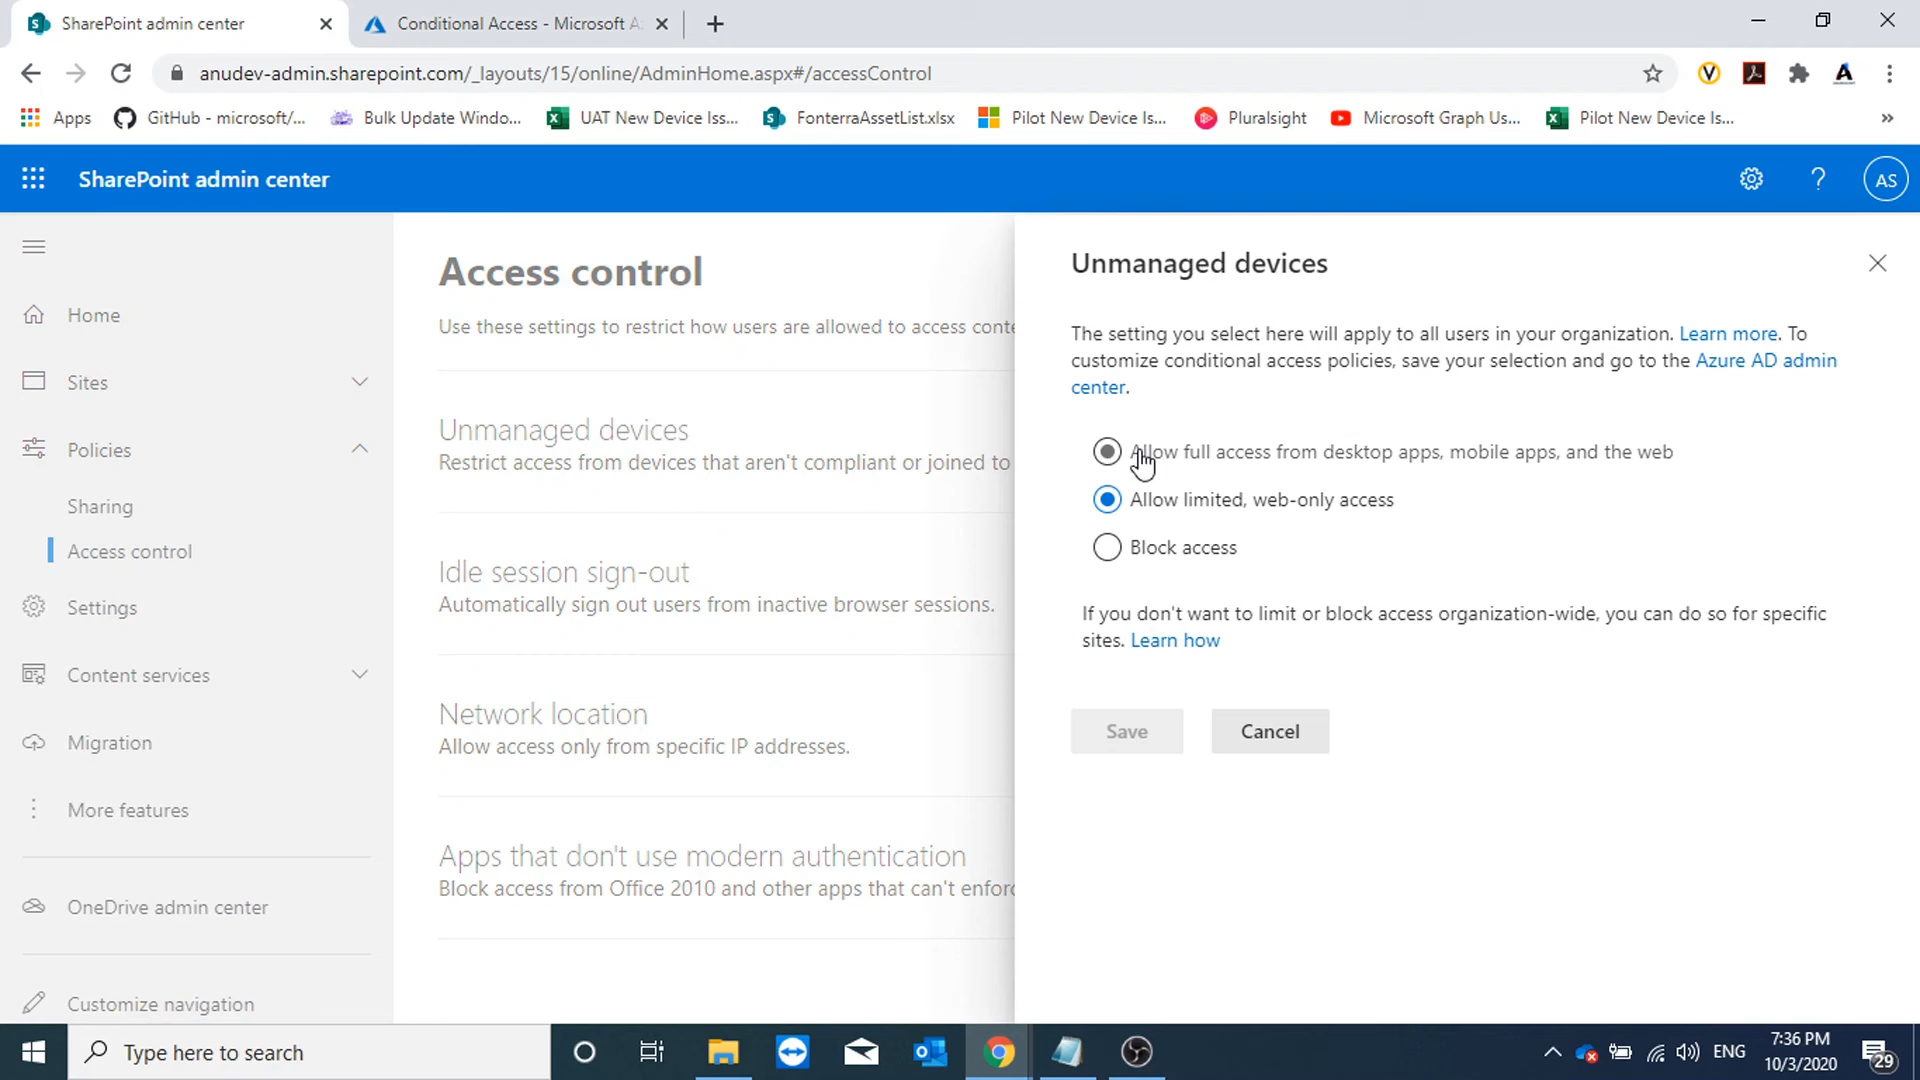 SharePoint admin center
Conditional Access - Microsoft A
anudev-admin.sharepoint.com/_layouts/15/online/AdminHome.aspx#/accessControl
Apps
GitHub - microsoft/...
Bulk Update Windo...
UAT New Device Iss...
FonterraAssetList.xlsx
Pilot New Device Is...
Pluralsight
Microsoft Graph Us...
Pilot New Device Is...
»
SharePoint admin center
?
AS
Home
Sites
Policies
Sharing
Access control
Settings
Content services
Migration
More features
OneDrive admin center
Customize navigation
Access control
Use these settings to restrict how users are allowed to access conte
Unmanaged devices
Restrict access from devices that aren't compliant or joined to
Idle session sign-out
Automatically sign out users from inactive browser sessions.
Network location
Allow access only from specific IP addresses.
Apps that don't use modern authentication
Block access from Office 2010 and other apps that can't enforc
Unmanaged devices
The setting you select here will apply to all users in your organization. Learn more. To
customize conditional access policies, save your selection and go to the Azure AD admin
center.
Allow full access from desktop apps, mobile apps, and the web
Allow limited, web-only access
Block access
If you don't want to limit or block access organization-wide, you can do so for specific
sites. Learn how
Save
Cancel
Type here to search
ENG
7:36 PM
10/3/2020
29